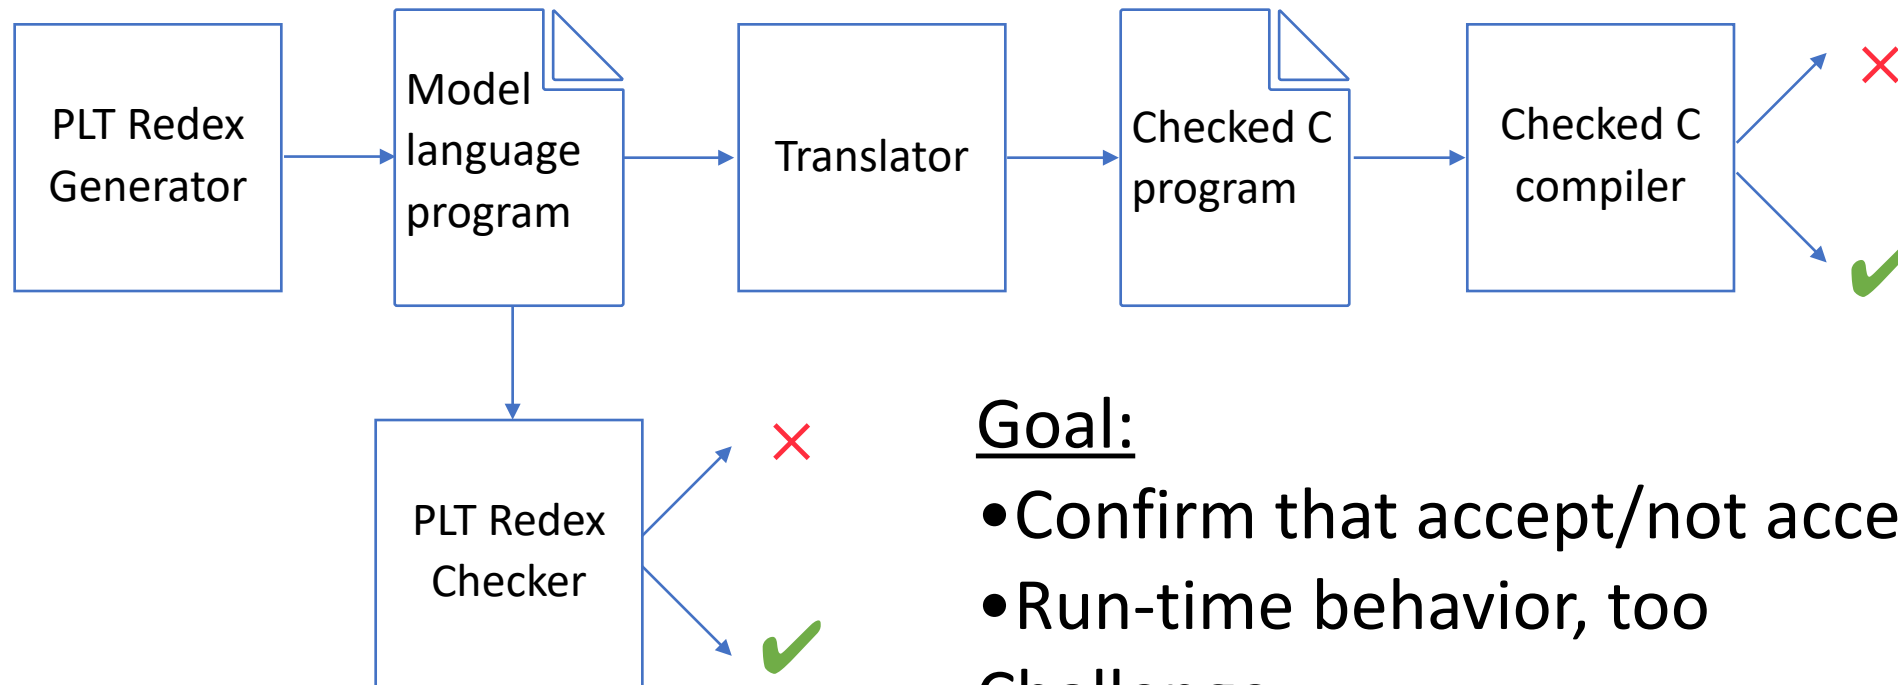 PLT Redex
Generator
Model
language
program
Translator
Checked C
program
Checked C
compiler
PLT Redex
Checker
Goal:
•Confirm that accept/not
•Run-time behavior, too